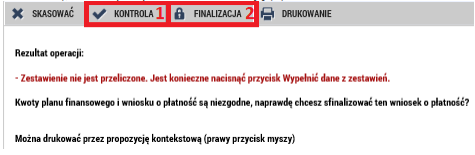 SKASOWAĆ KONTROLA 1 FINALIZACJA 2 DRUKOWANIE
Rezultat operacji:
- Zestawienie nie jest przeliczone. Jest konieczne nacisnąć przycisk Wypełnić dane z zestawień.
Kwoty planu finansowego i wniosku o płatność są niezgodne, naprawdę chcesz sfinalizować ten wniosek o płatność?
Można drukować przez propozycję kontekstową (prawy przycisk myszy)